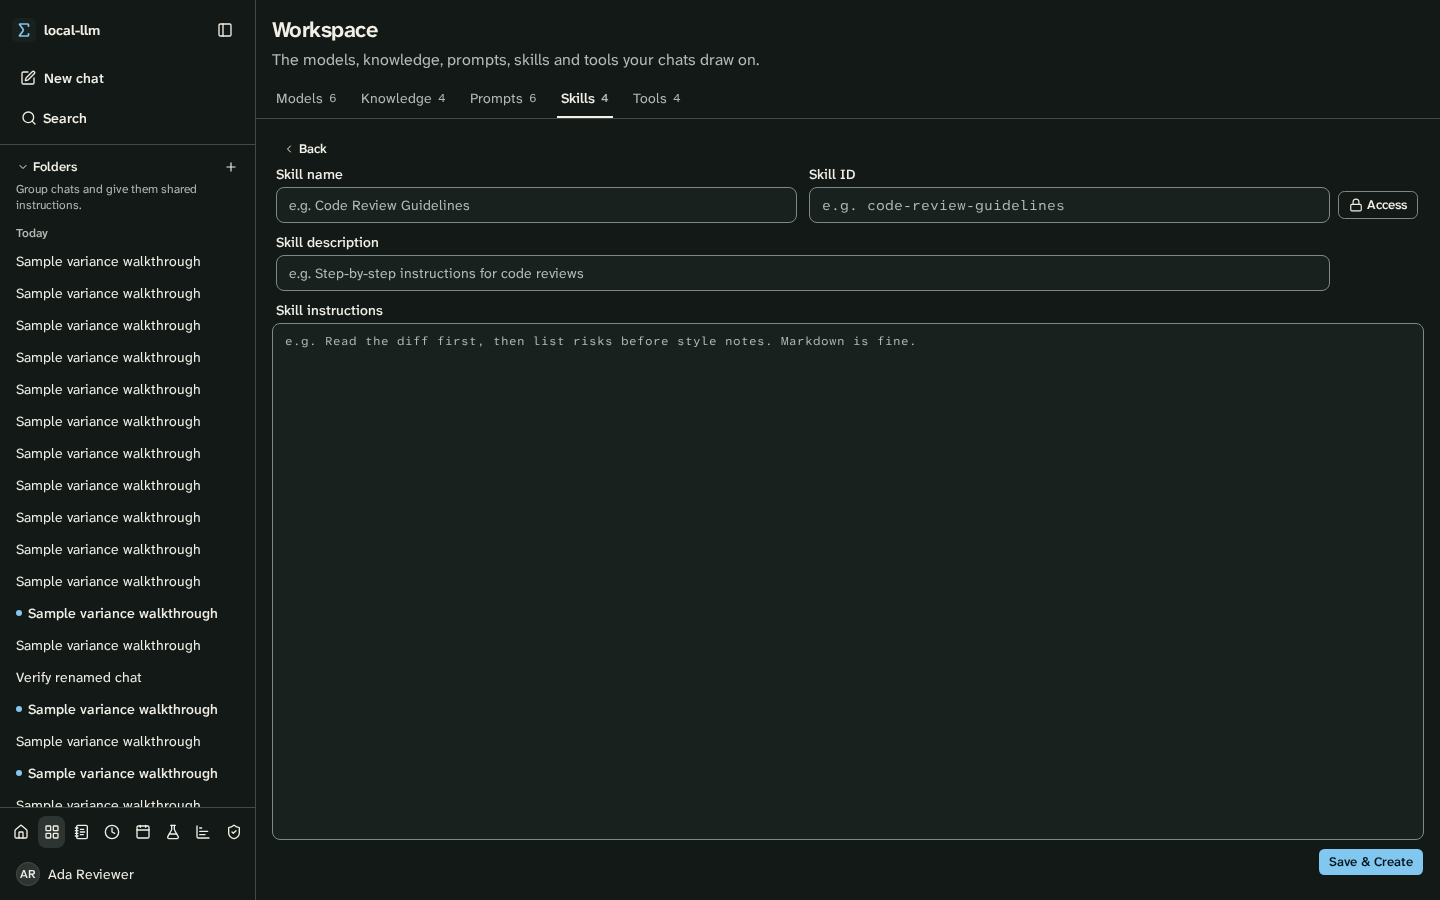 local-llm
New chat
Search
Folders
Group chats and give them shared
instructions.
Today
Sample variance walkthrough
Sample variance walkthrough
Sample variance walkthrough
Sample variance walkthrough
Sample variance walkthrough
Sample variance walkthrough
Sample variance walkthrough
Sample variance walkthrough
Sample variance walkthrough
Sample variance walkthrough
Sample variance walkthrough
Sample variance walkthrough
Sample variance walkthrough
Verify renamed chat
Sample variance walkthrough
Sample variance walkthrough
Sample variance walkthrough
Sample variance walkthrough
AR Ada Reviewer
Workspace
The models, knowledge, prompts, skills and tools your chats draw on.
Models 6 Knowledge 4 Prompts 6 Skills 4 Tools 4
Back
Skill name Skill ID
e.g. Code Review Guidelines e.g. code-review-guidelines Access
Skill description
e.g. Step-by-step instructions for code reviews
Skill instructions
e.g. Read the diff first, then list risks before style notes. Markdown is fine.
Save & Create